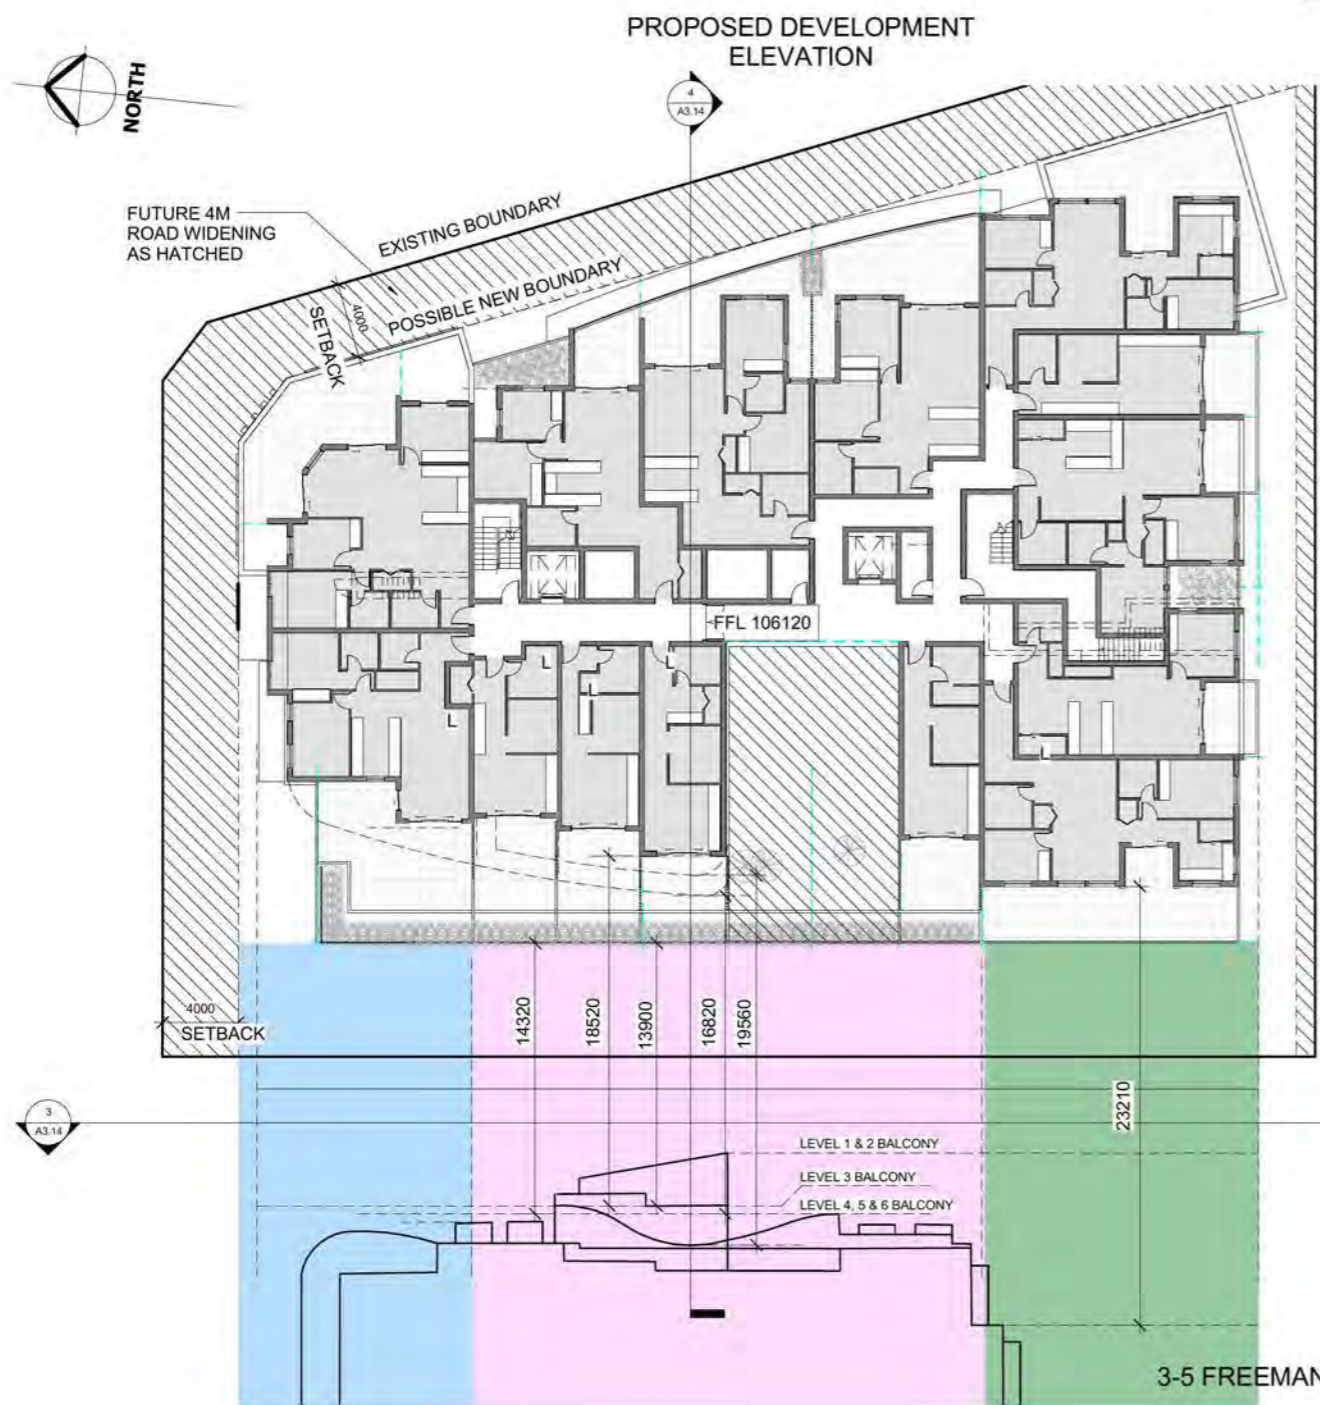 PROPOSED DEVELOPMENT
ELEVATION
NORTH
4
A3.14
FUTURE 4M
ROAD WIDENING
AS HATCHED
EXISTING BOUNDARY
POSSIBLE NEW BOUNDARY
4000
SETBACK
FFL 106120
L
L
L
L
L
4000
SETBACK
14320
18520
13900
16820
19560
23210
3
A3.14
LEVEL 1 & 2 BALCONY
LEVEL 3 BALCONY
LEVEL 4, 5 & 6 BALCONY
3-5 FREEMAN